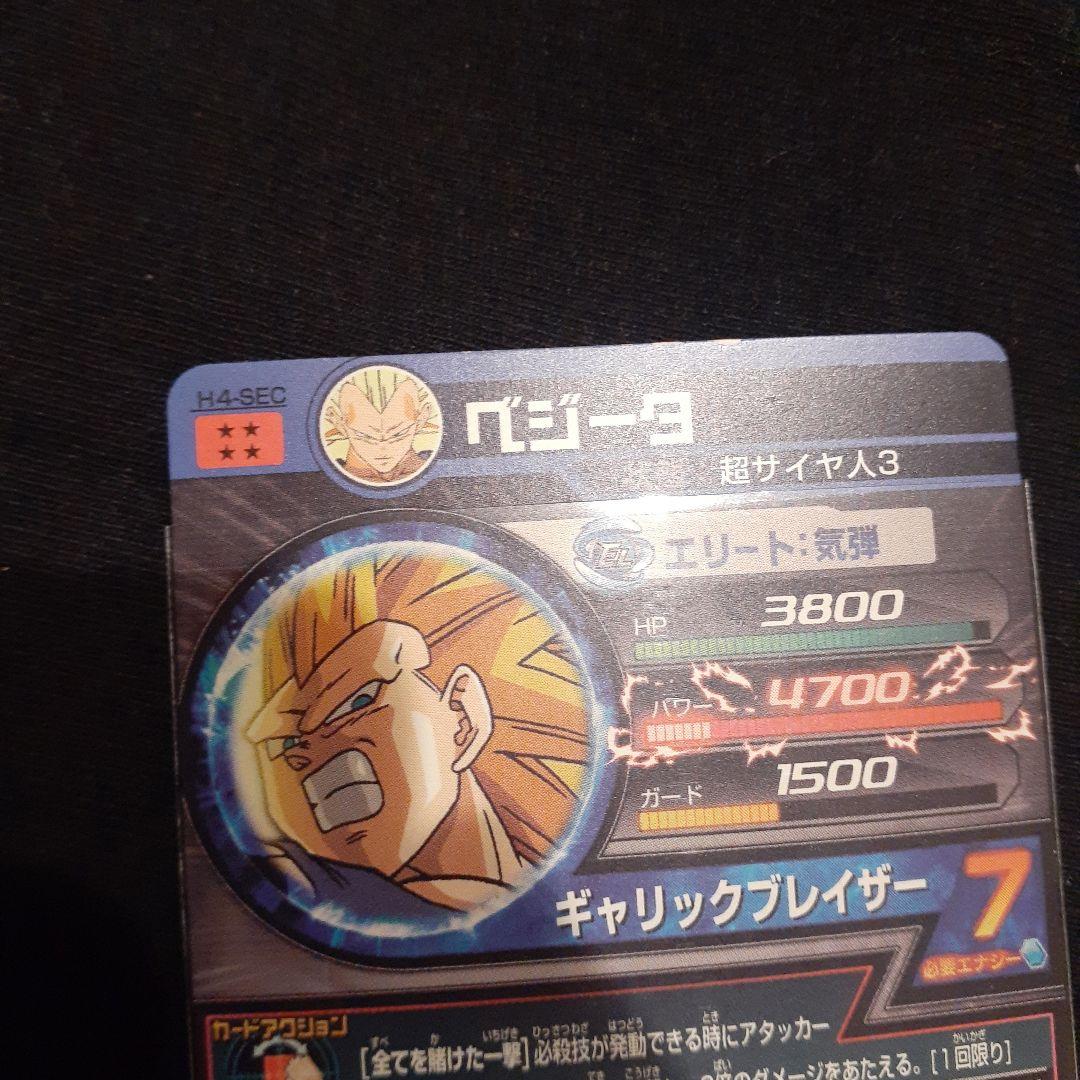 H4-SEC
★★
★★
ベジータ
超サイヤ人3
エリート:気弾
HP 3800
パワー 4700
ガード 1500
ギャリックブレイザー 7
必要エナジー
カードアクション
[全てを賭けた一撃]必殺技が発動できる時にアタッカー
倍のダメージをあたえる。[1回限り]